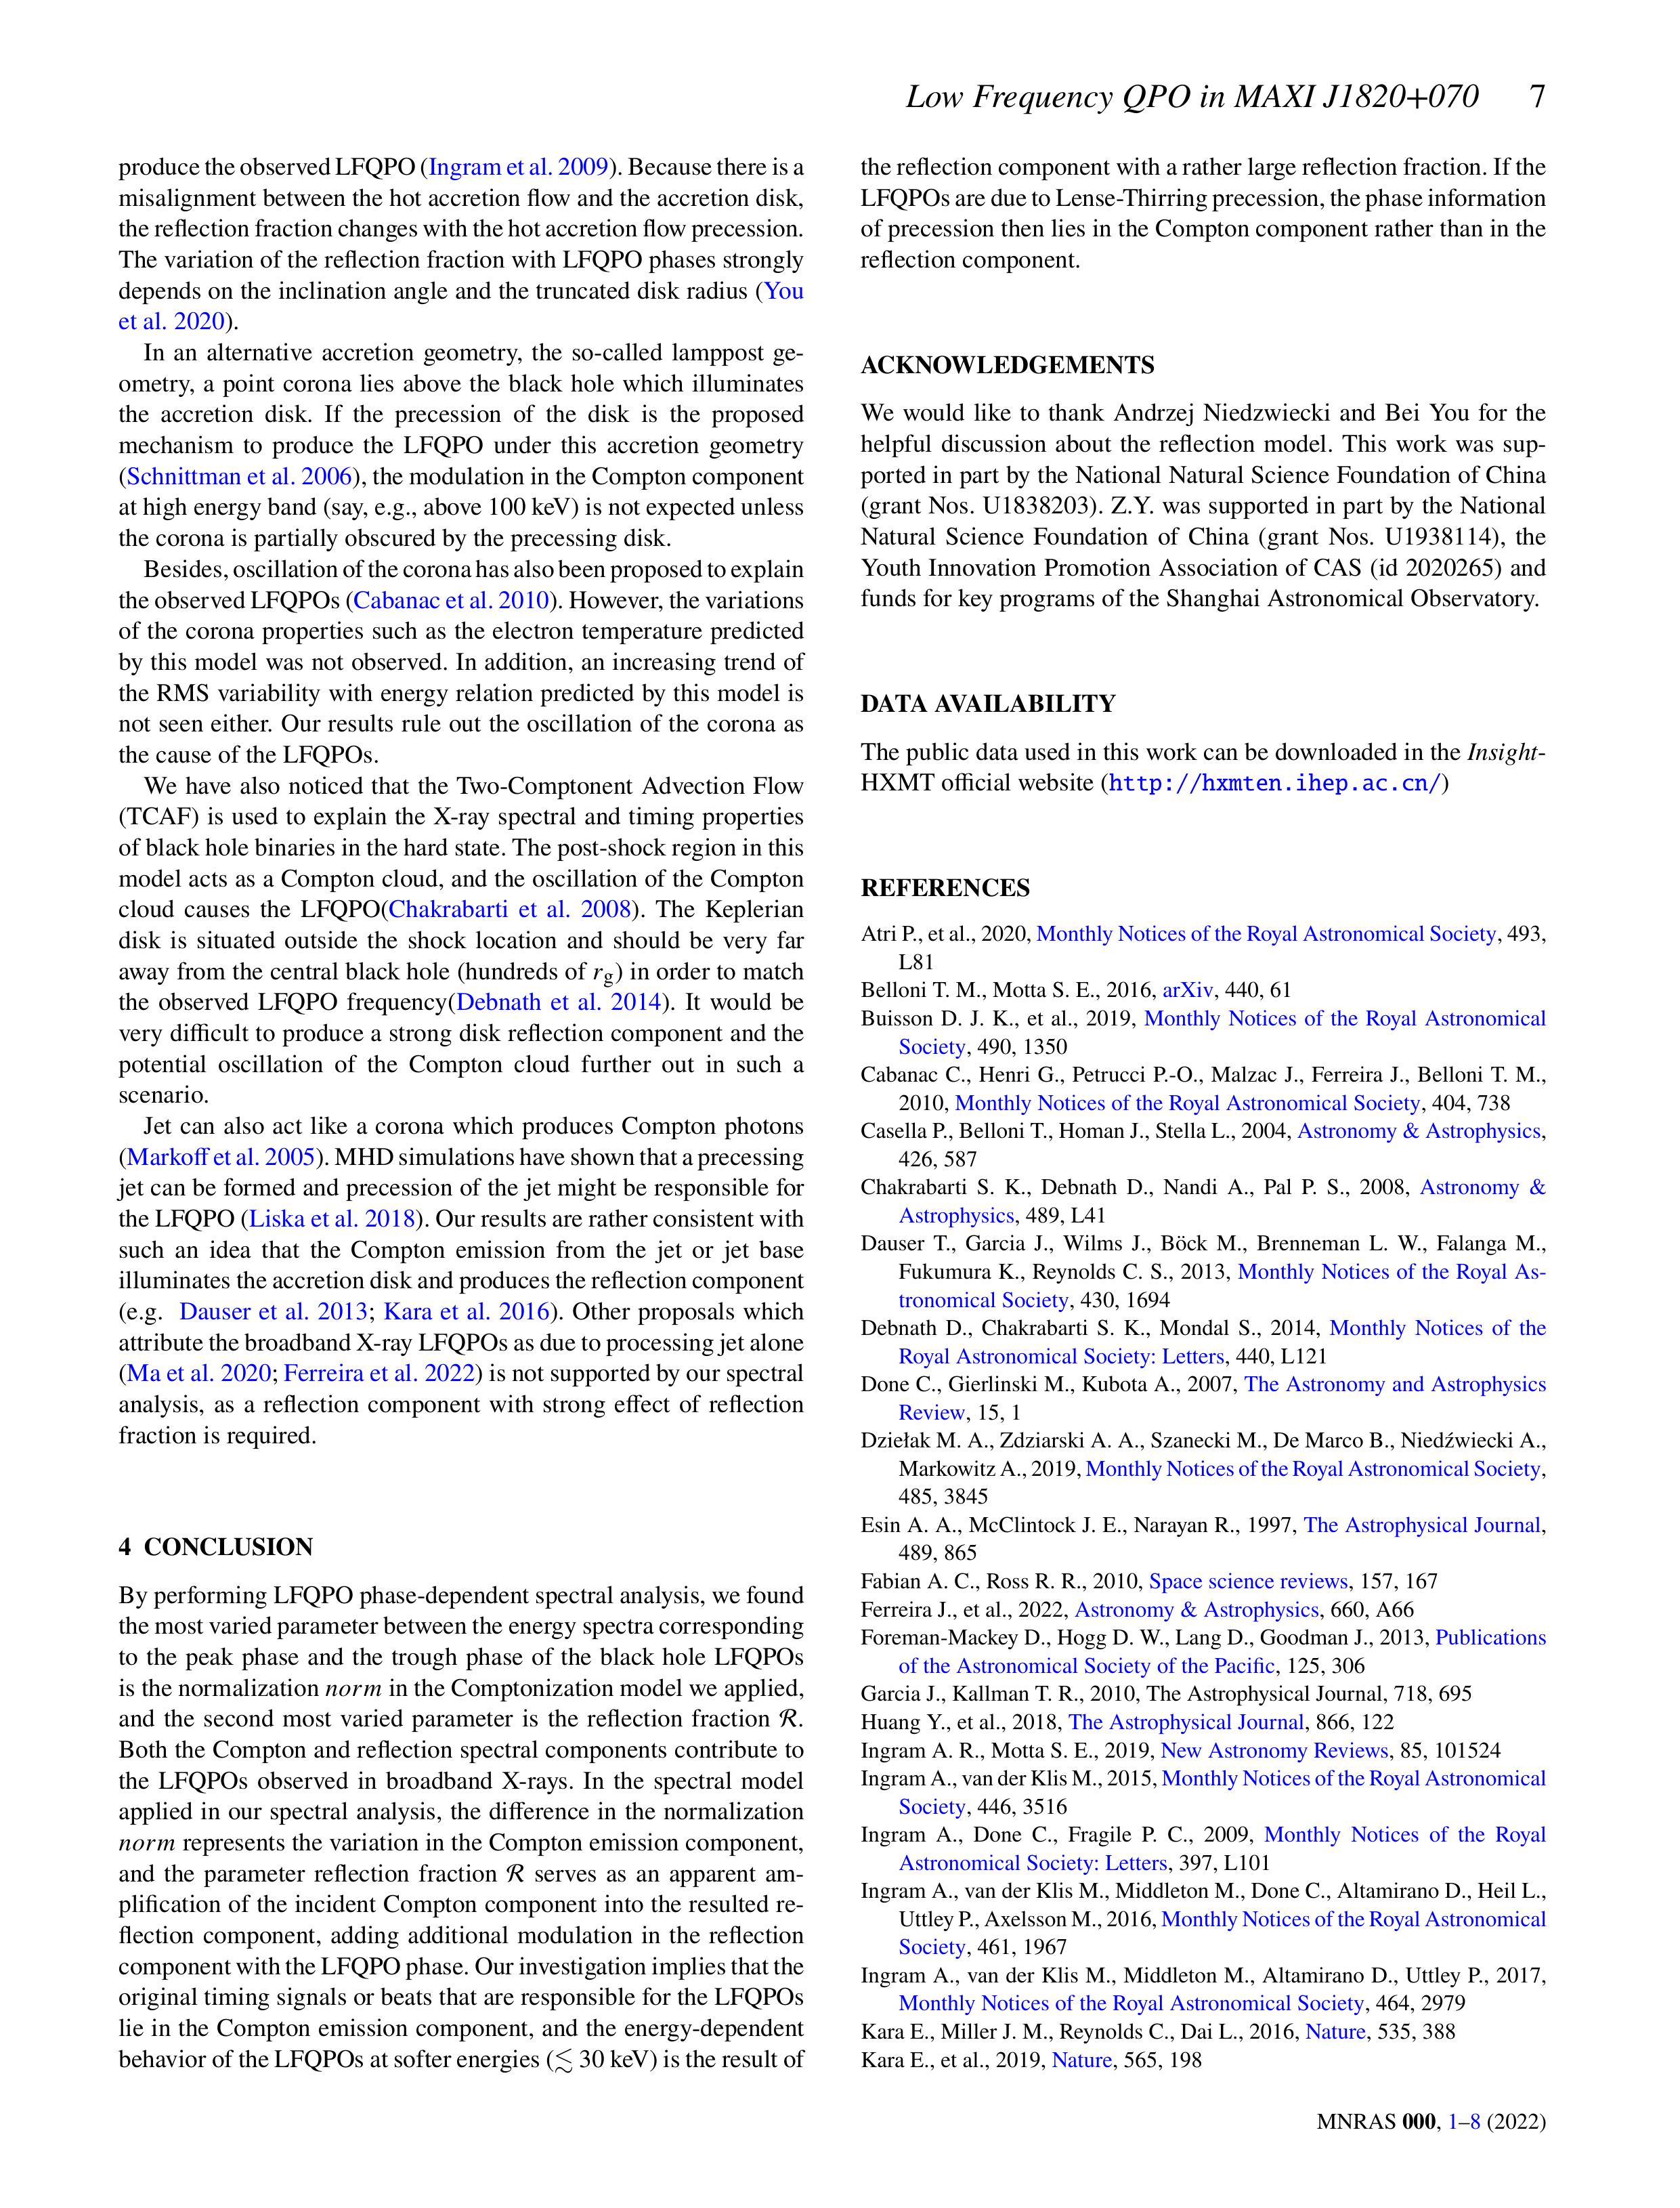 Low Frequency QPO in MAXI J1820+070 7
produce the observed LFQPO (Ingram et al. 2009). Because there is a
misalignment between the hot accretion flow and the accretion disk,
the reflection fraction changes with the hot accretion flow precession.
The variation of the reflection fraction with LFQPO phases strongly
depends on the inclination angle and the truncated disk radius (You
et al. 2020).
In an alternative accretion geometry, the so-called lamppost ge-
ometry, a point corona lies above the black hole which illuminates
the accretion disk. If the precession of the disk is the proposed
mechanism to produce the LFQPO under this accretion geometry
(Schnittman et al. 2006), the modulation in the Compton component
at high energy band (say, e.g., above 100 keV) is not expected unless
the corona is partially obscured by the precessing disk.
Besides, oscillation of the corona has also been proposed to explain
the observed LFQPOs (Cabanac et al. 2010). However, the variations
of the corona properties such as the electron temperature predicted
by this model was not observed. In addition, an increasing trend of
the RMS variability with energy relation predicted by this model is
not seen either. Our results rule out the oscillation of the corona as
the cause of the LFQPOs.
We have also noticed that the Two-Comptonent Advection Flow
(TCAF) is used to explain the X-ray spectral and timing properties
of black hole binaries in the hard state. The post-shock region in this
model acts as a Compton cloud, and the oscillation of the Compton
cloud causes the LFQPO(Chakrabarti et al. 2008). The Keplerian
disk is situated outside the shock location and should be very far
away from the central black hole (hundreds of rg) in order to match
the observed LFQPO frequency(Debnath et al. 2014). It would be
very difficult to produce a strong disk reflection component and the
potential oscillation of the Compton cloud further out in such a
scenario.
Jet can also act like a corona which produces Compton photons
(Markoff et al. 2005). MHD simulations have shown that a precessing
jet can be formed and precession of the jet might be responsible for
the LFQPO (Liska et al. 2018). Our results are rather consistent with
such an idea that the Compton emission from the jet or jet base
illuminates the accretion disk and produces the reflection component
(e.g. Dauser et al. 2013; Kara et al. 2016). Other proposals which
attribute the broadband X-ray LFQPOs as due to processing jet alone
(Ma et al. 2020; Ferreira et al. 2022) is not supported by our spectral
analysis, as a reflection component with strong effect of reflection
fraction is required.
4 CONCLUSION
By performing LFQPO phase-dependent spectral analysis, we found
the most varied parameter between the energy spectra corresponding
to the peak phase and the trough phase of the black hole LFQPOs
is the normalization norm in the Comptonization model we applied,
and the second most varied parameter is the reflection fraction ℛ.
Both the Compton and reflection spectral components contribute to
the LFQPOs observed in broadband X-rays. In the spectral model
applied in our spectral analysis, the difference in the normalization
norm represents the variation in the Compton emission component,
and the parameter reflection fraction ℛ serves as an apparent am-
plification of the incident Compton component into the resulted re-
flection component, adding additional modulation in the reflection
component with the LFQPO phase. Our investigation implies that the
original timing signals or beats that are responsible for the LFQPOs
lie in the Compton emission component, and the energy-dependent
behavior of the LFQPOs at softer energies (≲ 30 keV) is the result of
the reflection component with a rather large reflection fraction. If the
LFQPOs are due to Lense-Thirring precession, the phase information
of precession then lies in the Compton component rather than in the
reflection component.
ACKNOWLEDGEMENTS
We would like to thank Andrzej Niedzwiecki and Bei You for the
helpful discussion about the reflection model. This work was sup-
ported in part by the National Natural Science Foundation of China
(grant Nos. U1838203). Z.Y. was supported in part by the National
Natural Science Foundation of China (grant Nos. U1938114), the
Youth Innovation Promotion Association of CAS (id 2020265) and
funds for key programs of the Shanghai Astronomical Observatory.
DATA AVAILABILITY
The public data used in this work can be downloaded in the Insight-
HXMT official website (http://hxmten.ihep.ac.cn/)
REFERENCES
Atri P., et al., 2020, Monthly Notices of the Royal Astronomical Society, 493,
L81
Belloni T. M., Motta S. E., 2016, arXiv, 440, 61
Buisson D. J. K., et al., 2019, Monthly Notices of the Royal Astronomical
Society, 490, 1350
Cabanac C., Henri G., Petrucci P.-O., Malzac J., Ferreira J., Belloni T. M.,
2010, Monthly Notices of the Royal Astronomical Society, 404, 738
Casella P., Belloni T., Homan J., Stella L., 2004, Astronomy & Astrophysics,
426, 587
Chakrabarti S. K., Debnath D., Nandi A., Pal P. S., 2008, Astronomy &
Astrophysics, 489, L41
Dauser T., Garcia J., Wilms J., Böck M., Brenneman L. W., Falanga M.,
Fukumura K., Reynolds C. S., 2013, Monthly Notices of the Royal As-
tronomical Society, 430, 1694
Debnath D., Chakrabarti S. K., Mondal S., 2014, Monthly Notices of the
Royal Astronomical Society: Letters, 440, L121
Done C., Gierlinski M., Kubota A., 2007, The Astronomy and Astrophysics
Review, 15, 1
Dziełak M. A., Zdziarski A. A., Szanecki M., De Marco B., Niedźwiecki A.,
Markowitz A., 2019, Monthly Notices of the Royal Astronomical Society,
485, 3845
Esin A. A., McClintock J. E., Narayan R., 1997, The Astrophysical Journal,
489, 865
Fabian A. C., Ross R. R., 2010, Space science reviews, 157, 167
Ferreira J., et al., 2022, Astronomy & Astrophysics, 660, A66
Foreman-Mackey D., Hogg D. W., Lang D., Goodman J., 2013, Publications
of the Astronomical Society of the Pacific, 125, 306
Garcia J., Kallman T. R., 2010, The Astrophysical Journal, 718, 695
Huang Y., et al., 2018, The Astrophysical Journal, 866, 122
Ingram A. R., Motta S. E., 2019, New Astronomy Reviews, 85, 101524
Ingram A., van der Klis M., 2015, Monthly Notices of the Royal Astronomical
Society, 446, 3516
Ingram A., Done C., Fragile P. C., 2009, Monthly Notices of the Royal
Astronomical Society: Letters, 397, L101
Ingram A., van der Klis M., Middleton M., Done C., Altamirano D., Heil L.,
Uttley P., Axelsson M., 2016, Monthly Notices of the Royal Astronomical
Society, 461, 1967
Ingram A., van der Klis M., Middleton M., Altamirano D., Uttley P., 2017,
Monthly Notices of the Royal Astronomical Society, 464, 2979
Kara E., Miller J. M., Reynolds C., Dai L., 2016, Nature, 535, 388
Kara E., et al., 2019, Nature, 565, 198
MNRAS 000, 1–8 (2022)